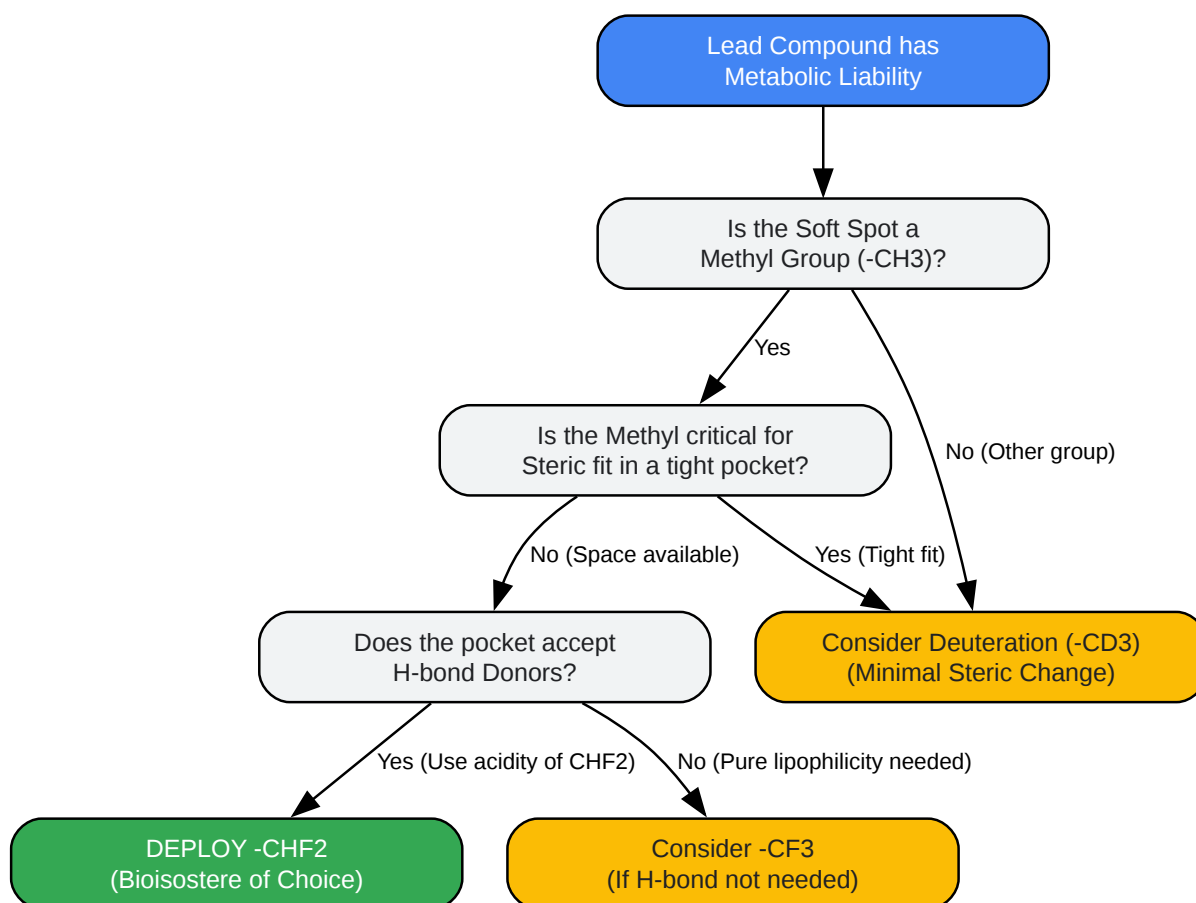 Lead Compound has
Metabolic Liability
Is the Soft Spot a
Methyl Group (-CH3)?
Yes
Is the Methyl critical for
Steric fit in a tight pocket?
No (Other group)
No (Space available)
Yes (Tight fit)
Does the pocket accept
H-bond Donors?
Consider Deuteration (-CD3)
(Minimal Steric Change)
Yes (Use acidity of CHF2)
No (Pure lipophilicity needed)
DEPLOY -CHF2
(Bioisostere of Choice)
Consider -CF3
(If H-bond not needed)